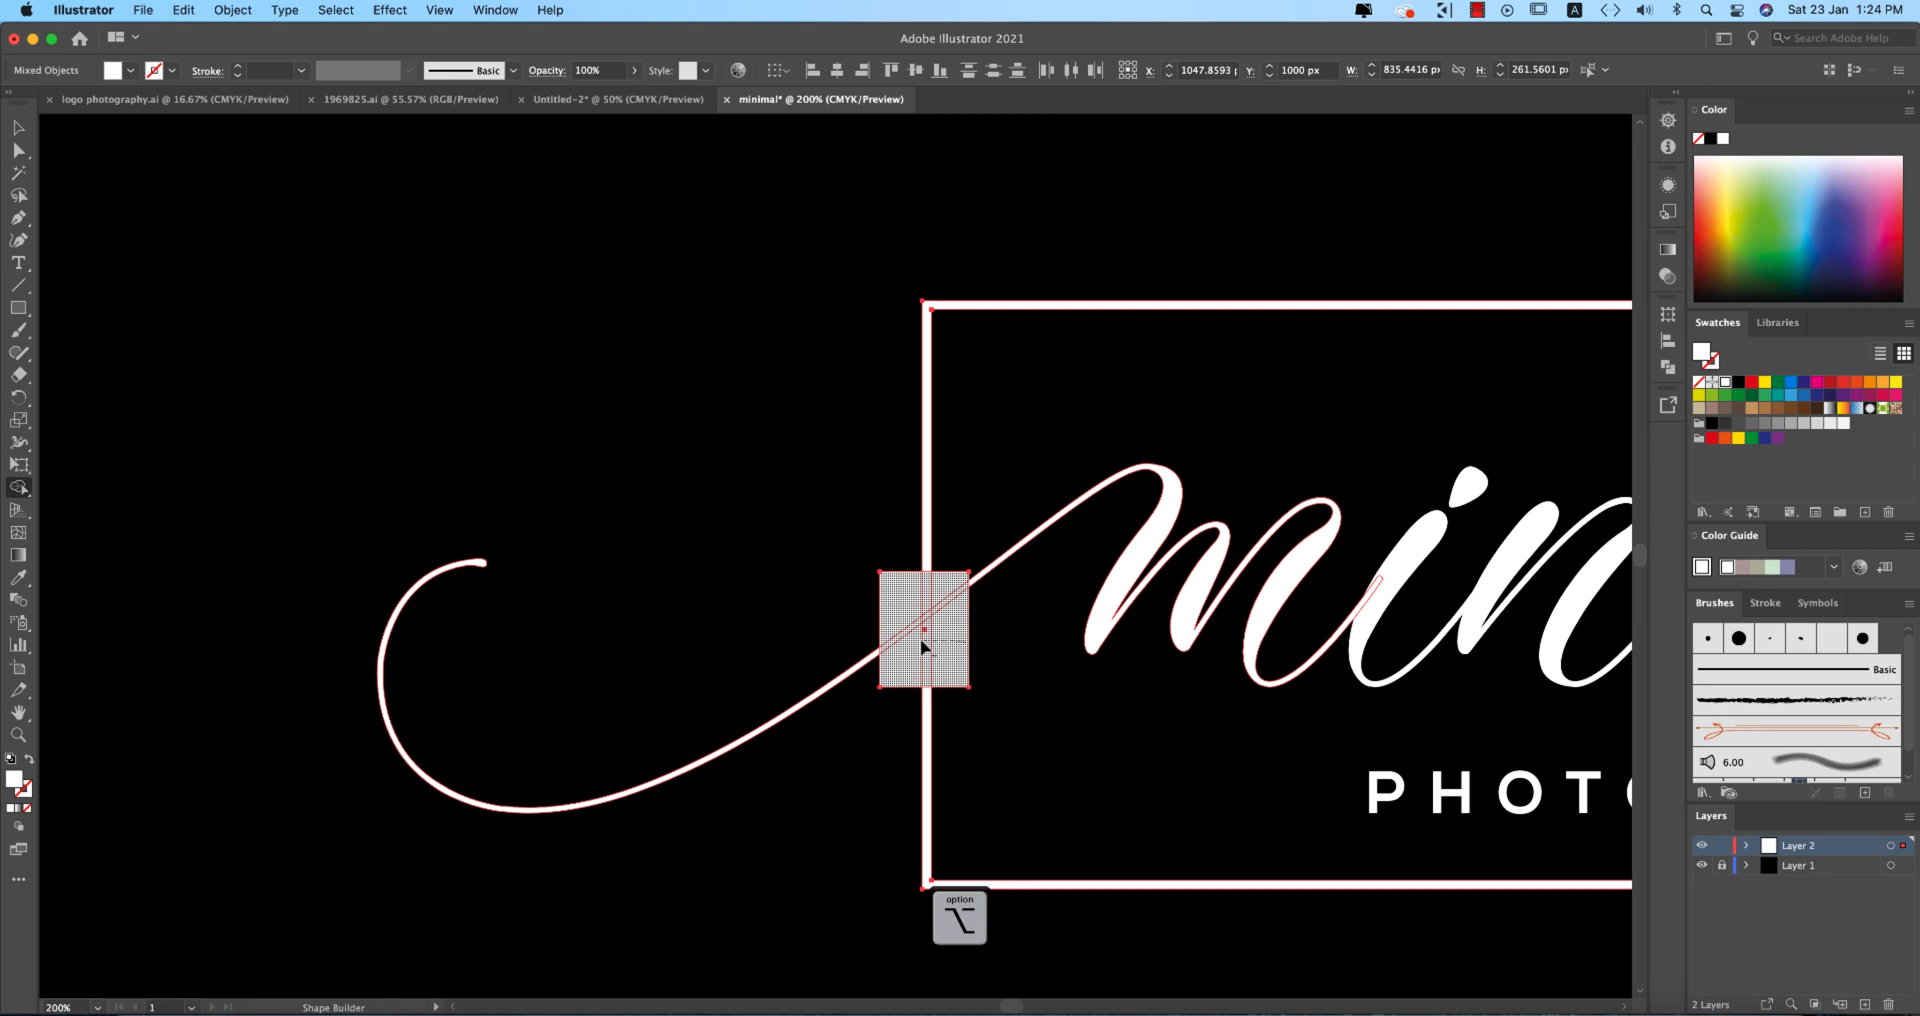 Illustrator File Edit Object Type Select Effect View Window Help
A Sat 23 Jan 1:24 PM
Adobe Illustrator 2021
Search Adobe Help
Mixed Objects Stroke: Basic Opacity: 100% Style: X: 1047.8593 Y: 1000 px W: 835.4416 px H: 261.5601
logo photography.ai @ 16.67% (CMYK/Preview) 1969825.ai @ 55.57% (RGB/Preview) Untitled-2* @ 50% (CMYK/Preview) minimal* @ 200% (CMYK/Preview)
Color
Swatches Libraries
min
Color Guide
Brushes Stroke Symbols
Basic
PHOTO
6.00
Layers
Layer 2
Layer 1
option
200% 1 Shape Builder
2 Layers